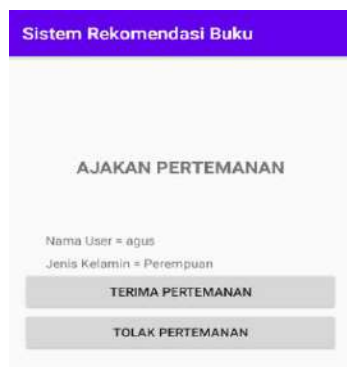 Sistem Rekomendasi Buku
AJAKAN PERTEMANAN
Nama User = agus
Jenis Kelamin = Perempuan
TERIMA PERTEMANAN
TOLAK PERTEMANAN